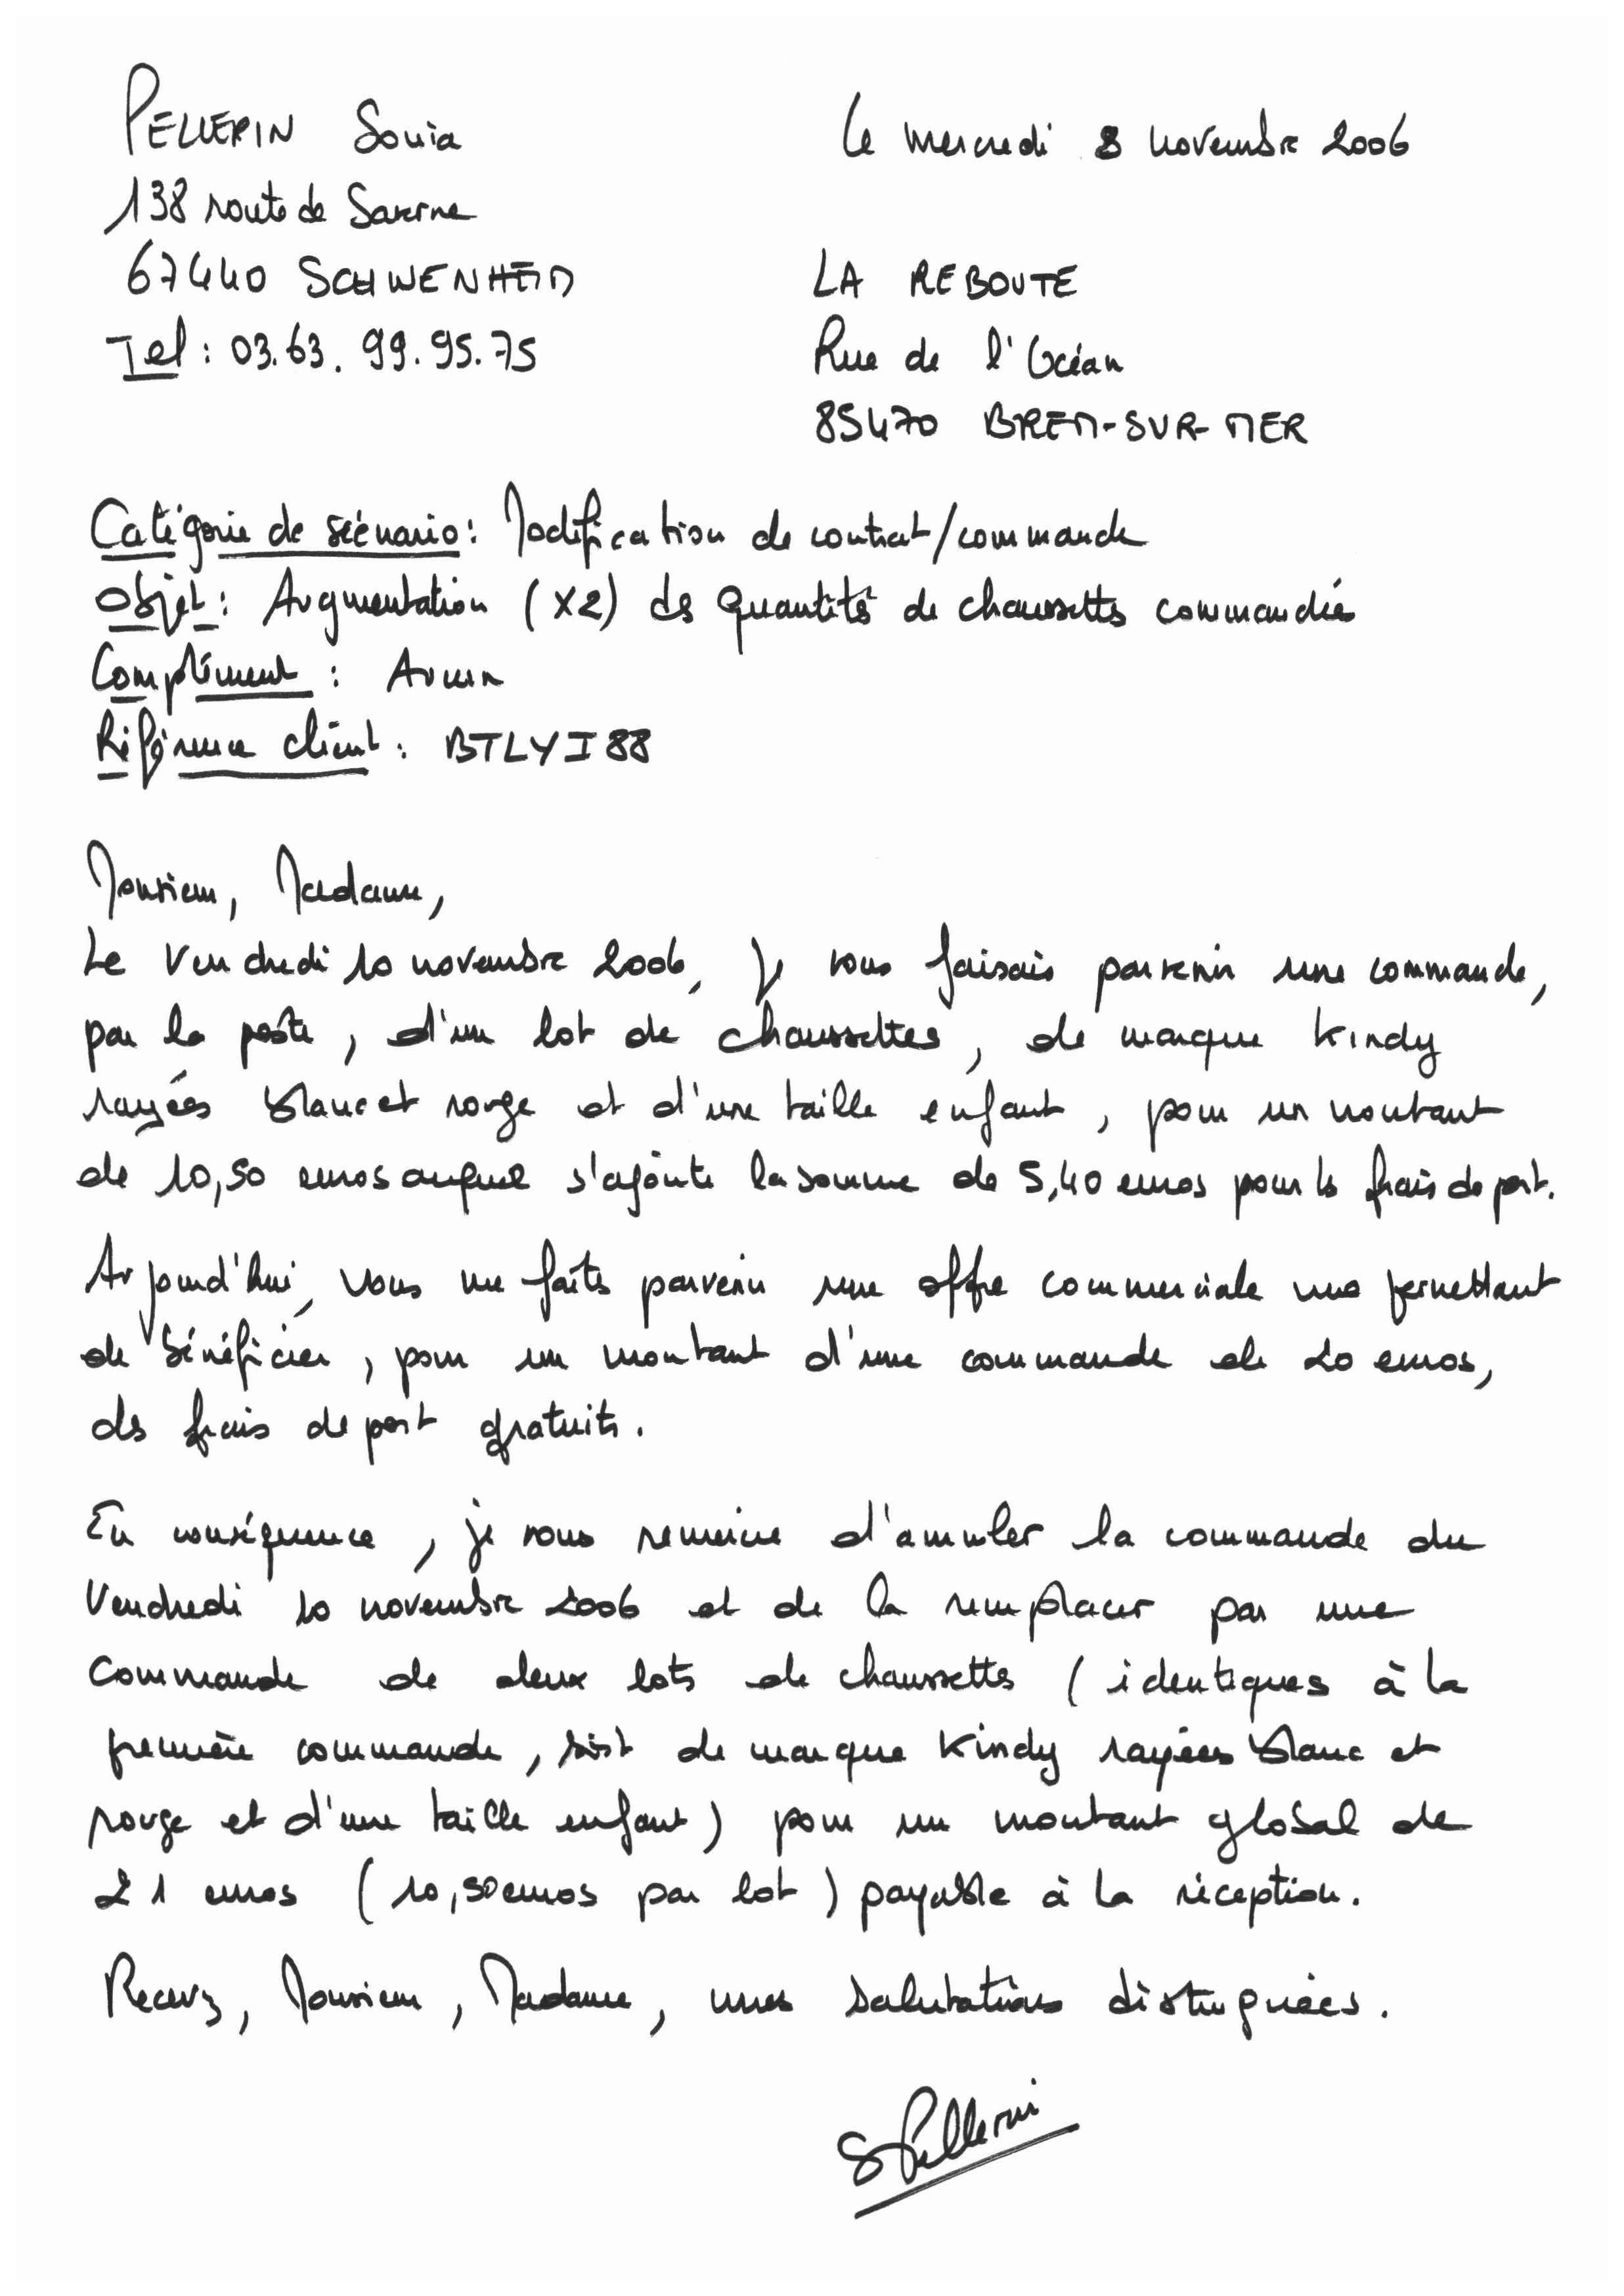 PELLERIN Sonia
Le mercredi 8 novembre 2006
138 route de Saverne
67440 SCHWENHEIM
Tel : 03.63.99.95.75
LA REBOUTE
Rue de l'Océan
85470 BREM-SUR-MER
Catégorie de scénario : Modification de contrat/commande
Objet : Augmentation (x2) des quantités de chaussettes commandées
Complément : Aucun
Référence client : BTLYI88
Monsieur, Madame,
Le Vendredi 10 novembre 2006, je vous faisais parvenir une commande,
par la poste, d'un lot de chaussettes, de marque Kindy
rayées blanc et rouge et d'une taille enfant, pour un montant
de 10,50 euros auquel s'ajoute la somme de 5,40 euros pour les frais de port.
Aujourd'hui, vous me faites parvenir une offre commerciale me permettant
de bénéficier, pour un montant d'une commande de 20 euros,
des frais de port gratuits.
En conséquence, je vous remercie d'annuler la commande du
Vendredi 10 novembre 2006 et de la remplacer par une
commande de deux lots de chaussettes (identiques à la
première commande, soit de marque Kindy rayées blanc et
rouge et d'une taille enfant) pour un montant global de
21 euros (10,50 euros par lot) payable à la réception.
Recevez, Monsieur, Madame, mes salutations distinguées.
S Pellerin